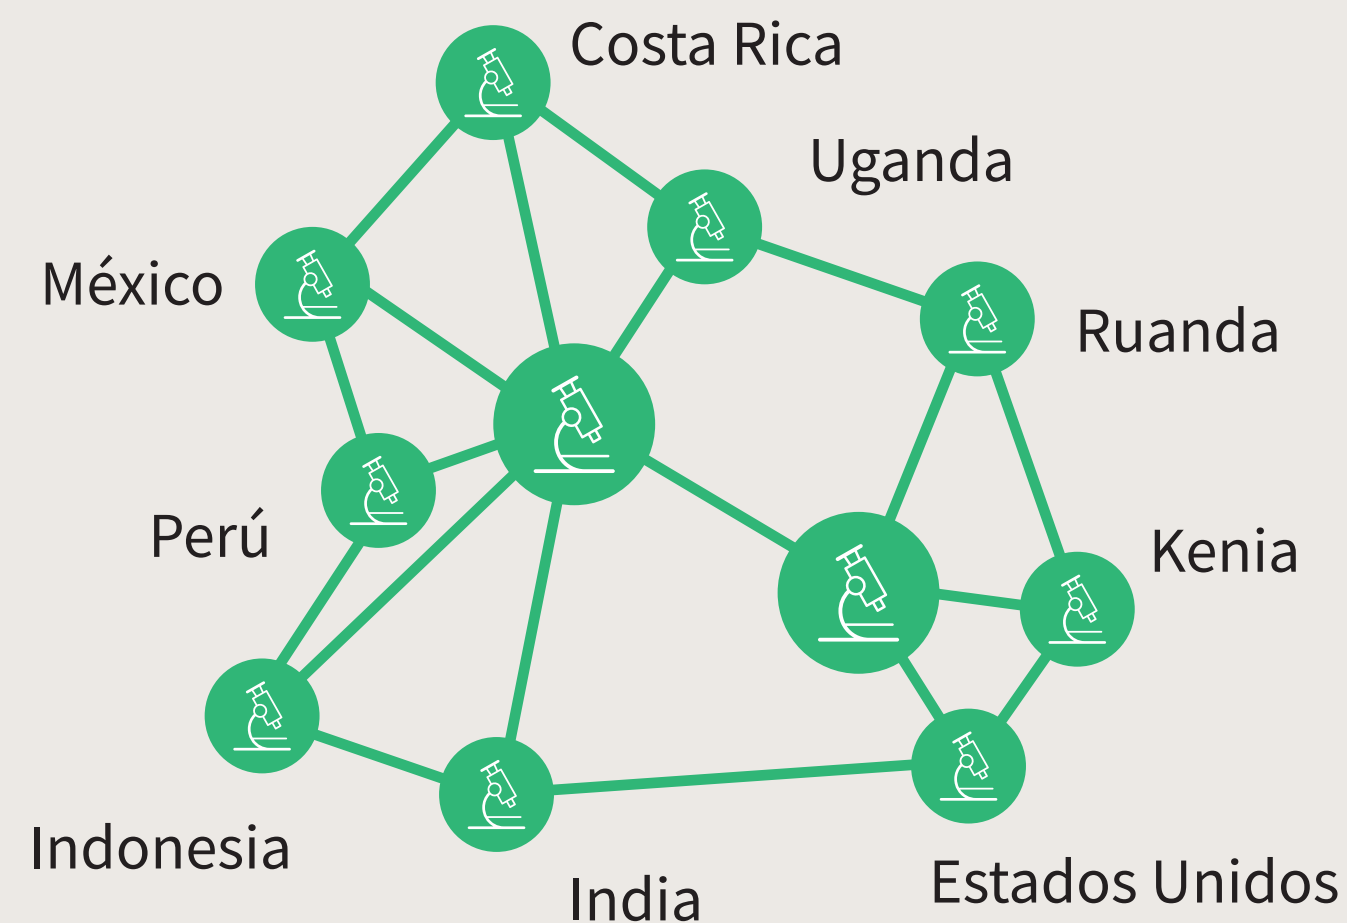 Costa Rica
Uganda
México
Ruanda
Perú
Kenia
Indonesia
India
Estados Unidos